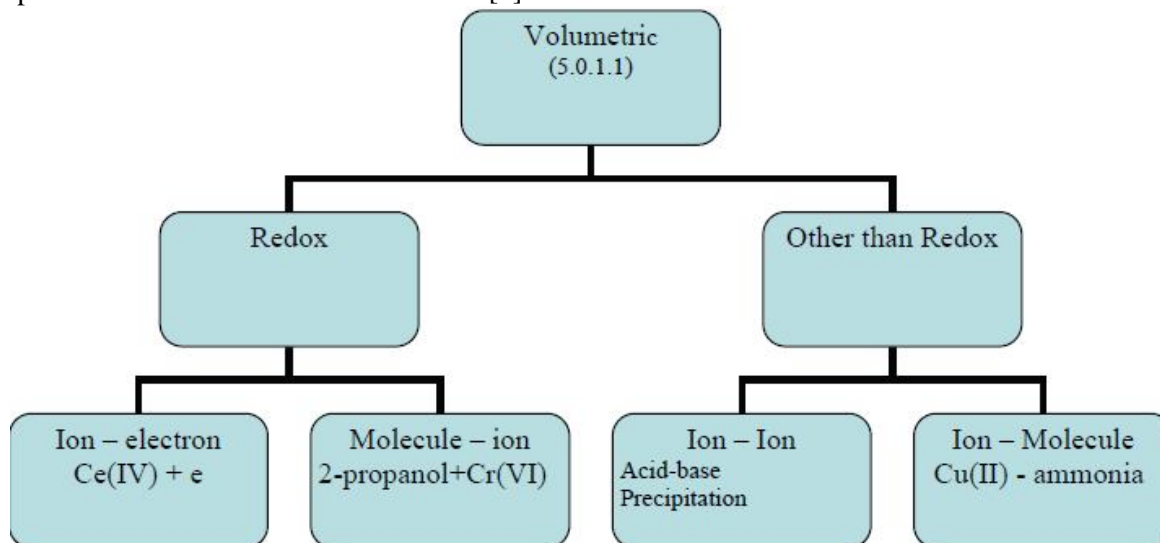 Volumetric
(5.0.1.1)
Redox
Other than Redox
Ion – electron
Ce(IV) + e
Molecule – ion
2-propanol+Cr(VI)
Ion – Ion
Acid-base
Precipitation
Ion – Molecule
Cu(II) - ammonia